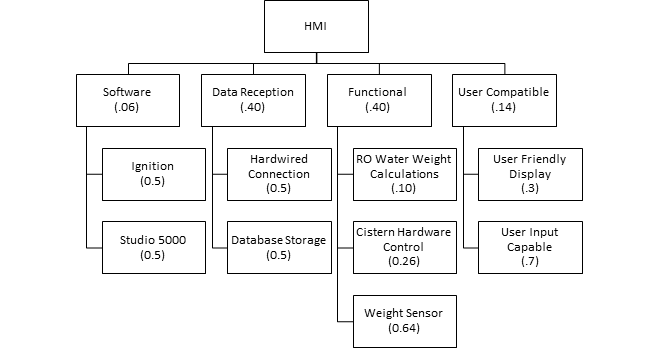 HMI
Software
(.06)
Data Reception
(.40)
Functional
(.40)
User Compatible
(.14)
Ignition
(0.5)
Studio 5000
(0.5)
Hardwired
Connection
(0.5)
Database Storage
(0.5)
RO Water Weight
Calculations
(.10)
Cistern Hardware
Control
(0.26)
Weight Sensor
(0.64)
User Friendly
Display
(.3)
User Input
Capable
(.7)